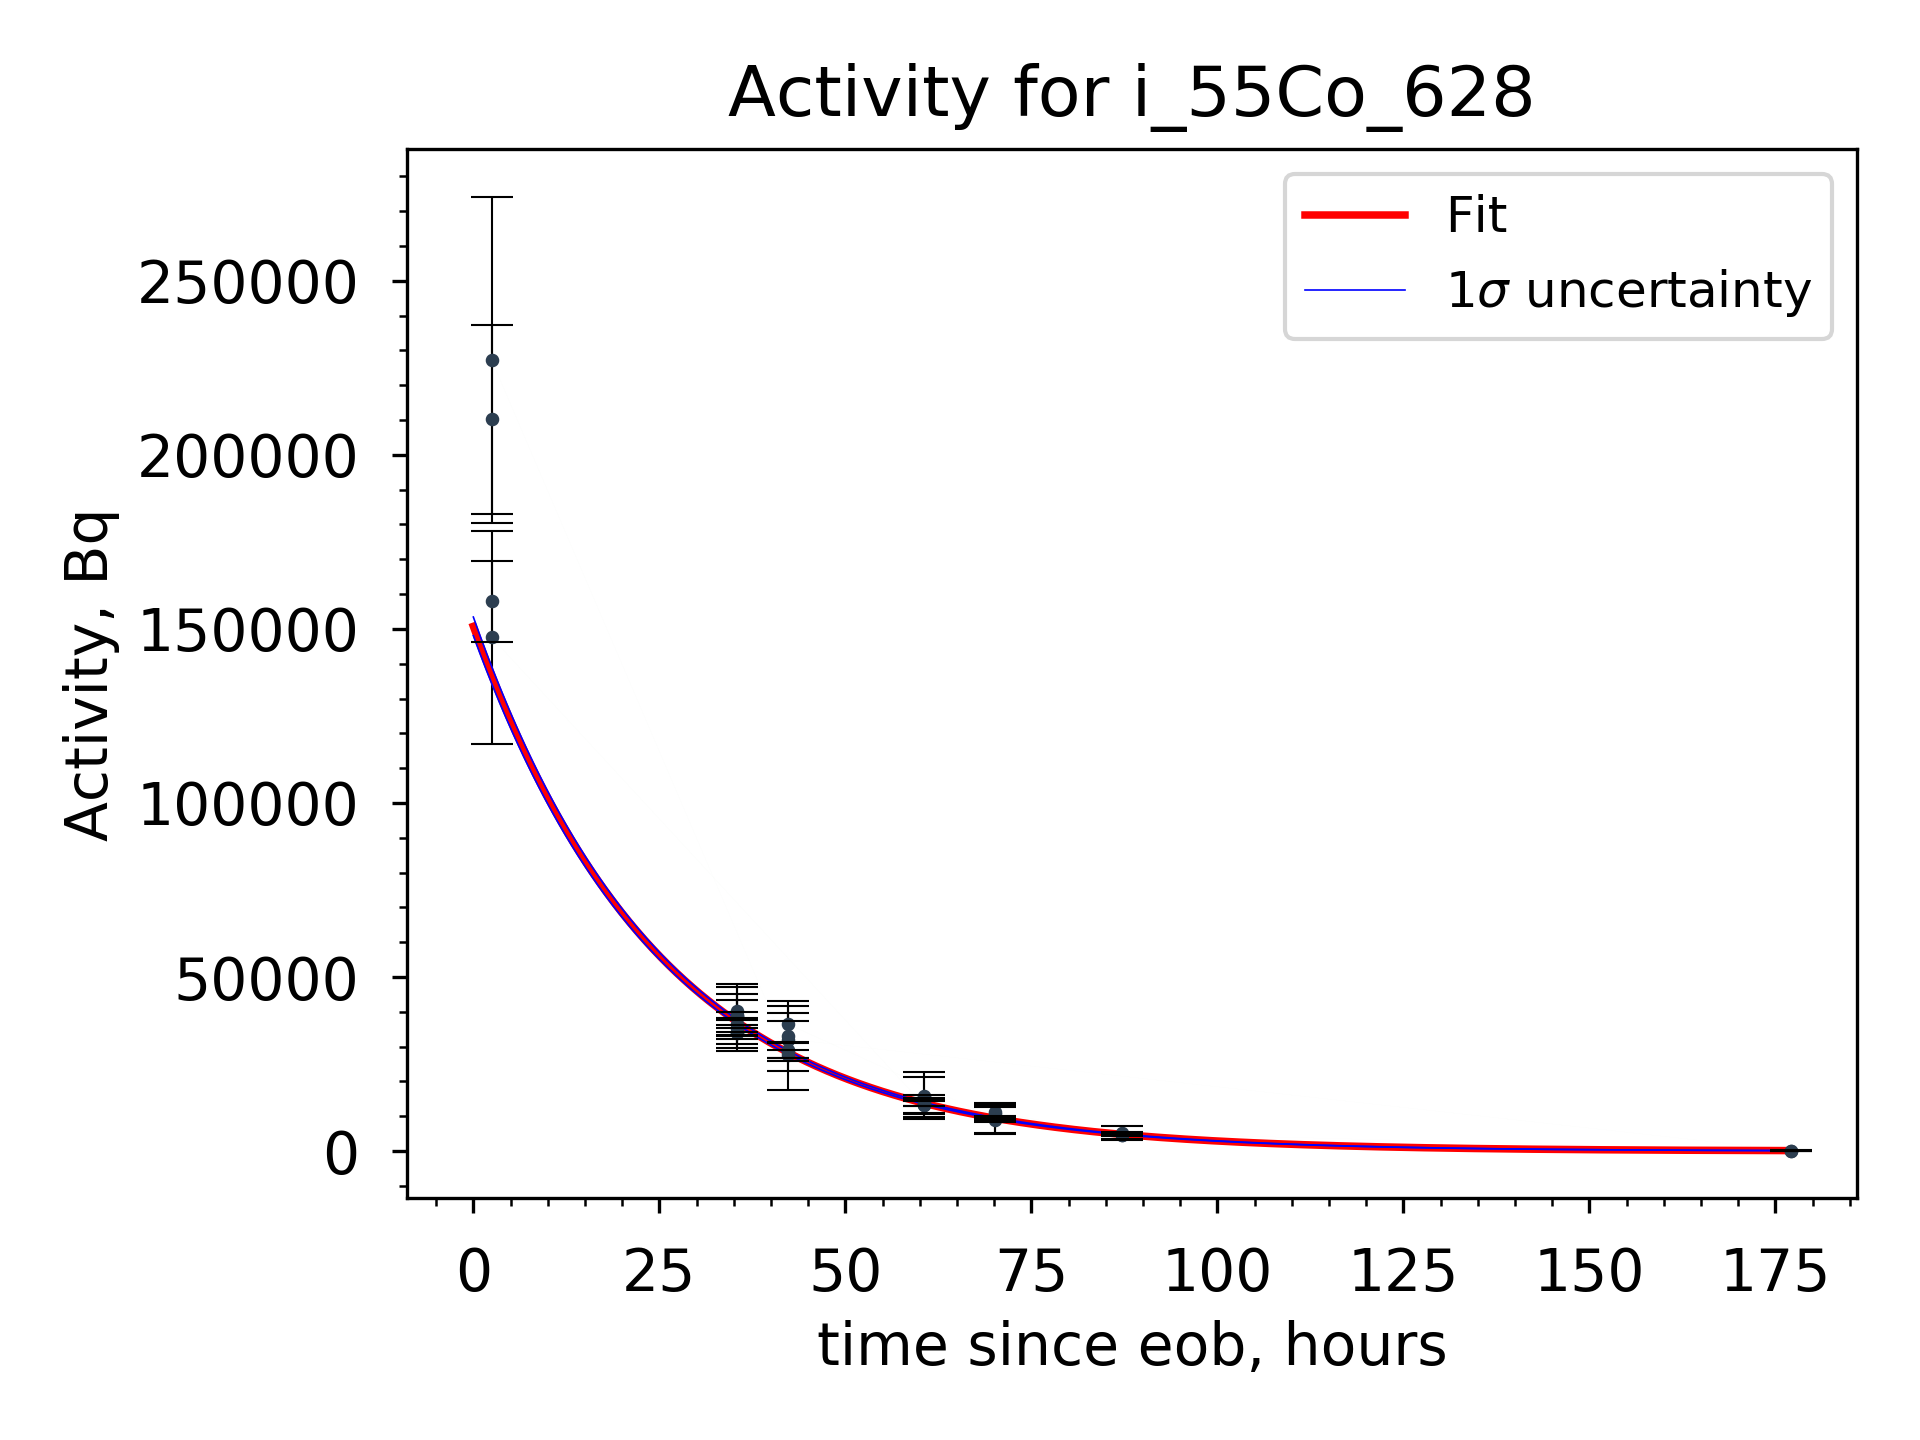 Activity for i_55Co_628
Fit
1σ uncertainty
Activity, Bq
250000
200000
150000
100000
50000
0
0 25 50 75 100 125 150 175
time since eob, hours